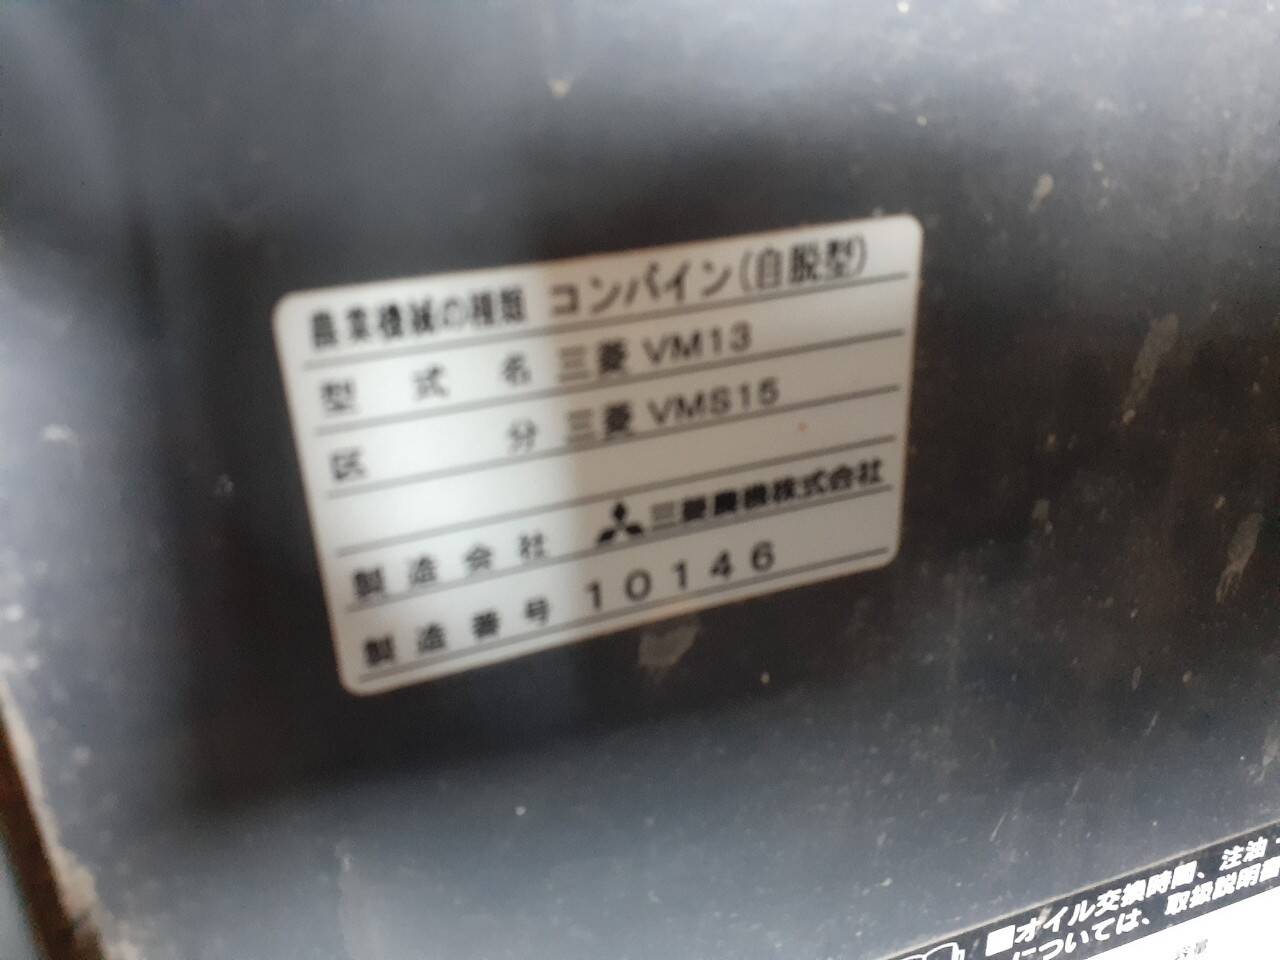 農業機械の種類 コンバイン(自脱型)
型式名 三菱 VM13
区分 三菱 VMS15
製造会社 三菱農機株式会社
製造番号 10146
■オイル交換時間、注油
については、取扱説明書
容量